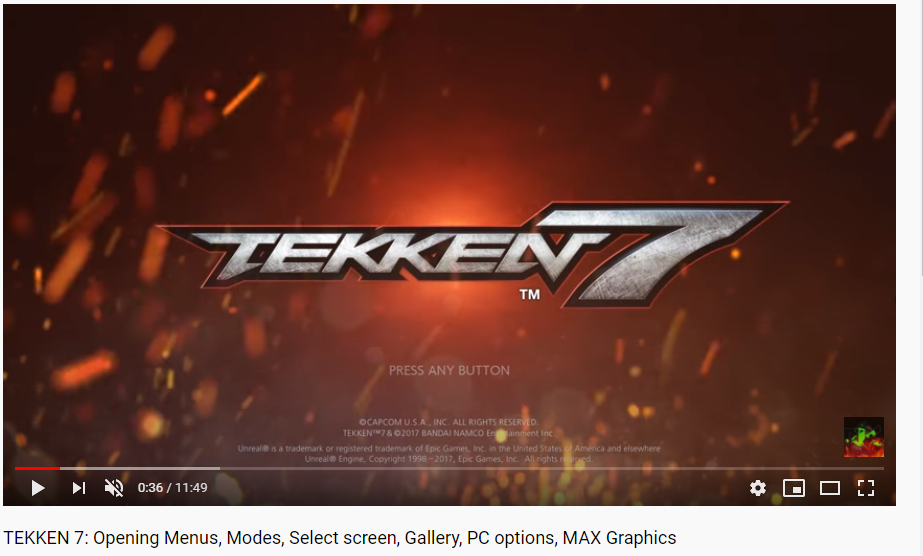 TEKKEN 7
TM
PRESS ANY BUTTON
©CAPCOM U.S.A., INC. ALL RIGHTS RESERVED.
TEKKEN™7 & ©2017 BANDAI NAMCO Entertainment Inc.
Unreal® is a trademark or registered trademark of Epic Games, Inc. in the United States of America and elsewhere
Unreal® Engine, Copyright 1998-2017, Epic Games, Inc. All rights reserved.
0:36 / 11:49
TEKKEN 7: Opening Menus, Modes, Select screen, Gallery, PC options, MAX Graphics